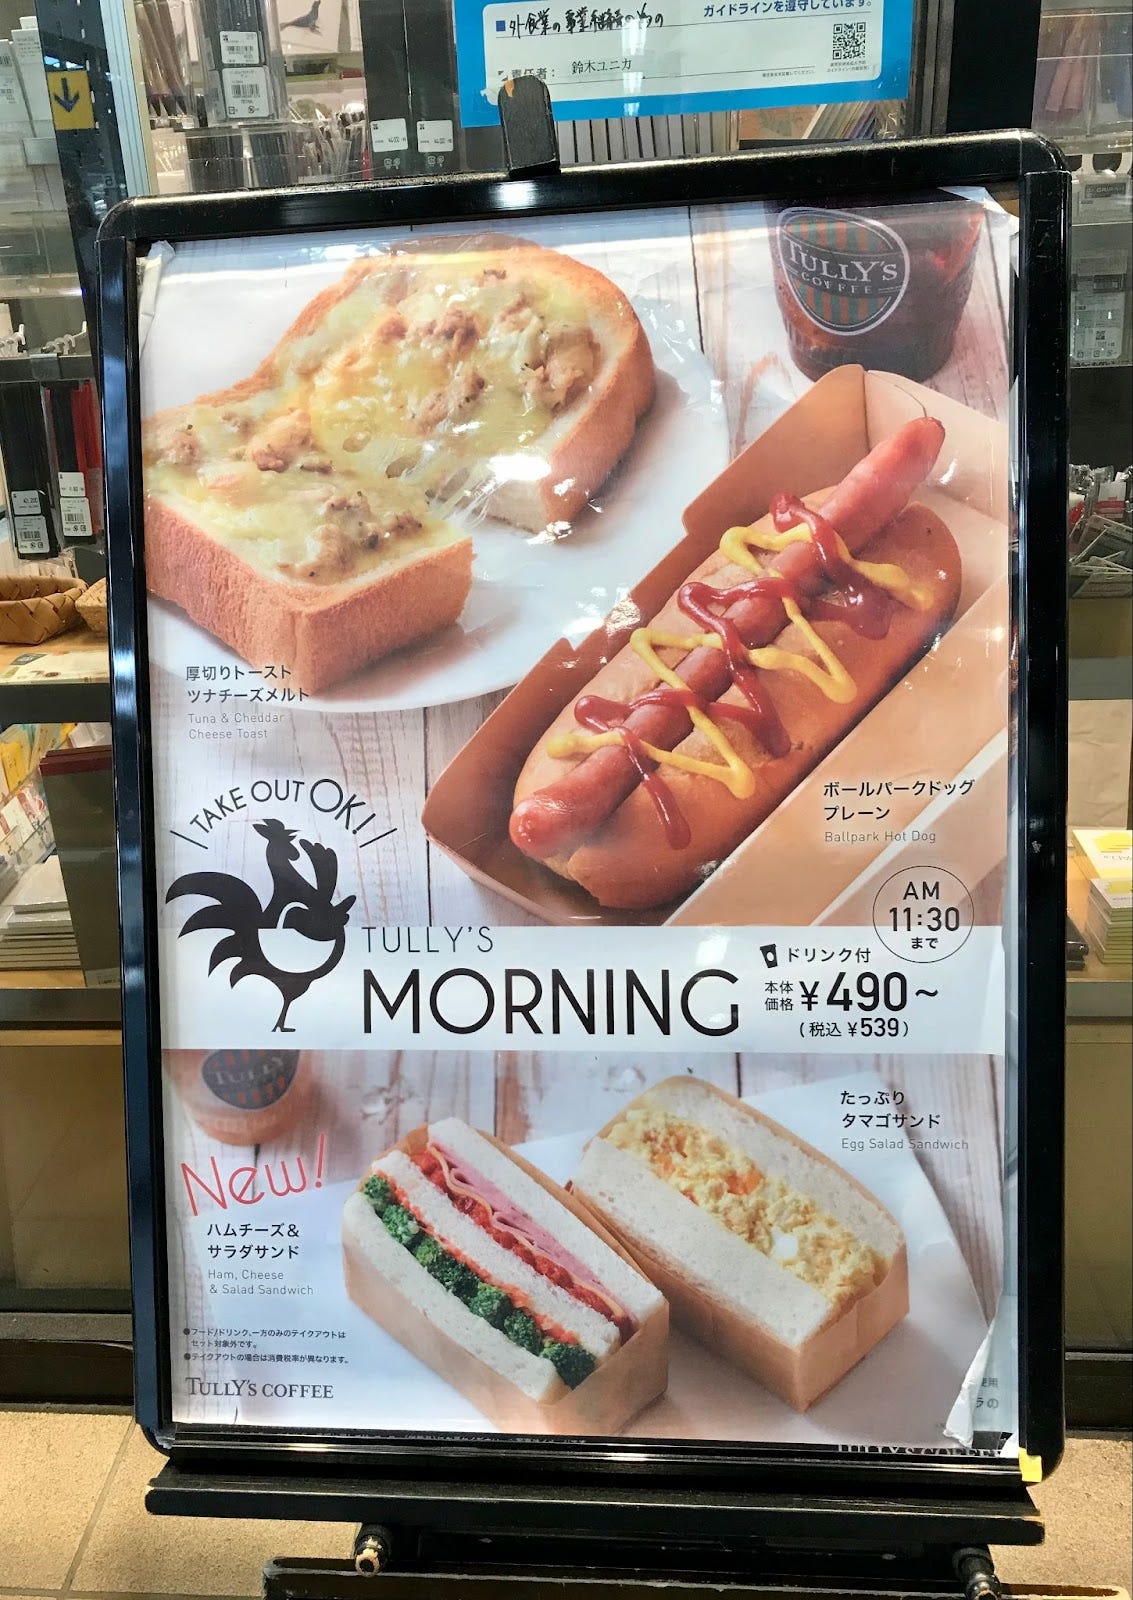 ガイドラインを遵守しています。
■外食業の事業継続のための
責任者： 鈴木ユニカ
TULLY'S
COFFEE
厚切りトースト
ツナチーズメルト
Tuna & Cheddar
Cheese Toast
ボールパークドッグ
プレーン
Ballpark Hot Dog
TAKE OUT OK!
AM
11:30
まで
TULLY'S
MORNING
ドリンク付
本体
価格 ¥490~
(税込 ¥539)
TULLY'S
たっぷり
タマゴサンド
Egg Salad Sandwich
New!
ハムチーズ&
サラダサンド
Ham, Cheese
& Salad Sandwich
●フード/ドリンク、一方のみのテイクアウトは
セット対象外です。
●テイクアウトの場合は消費税率が異なります。
TULLY'S COFFEE